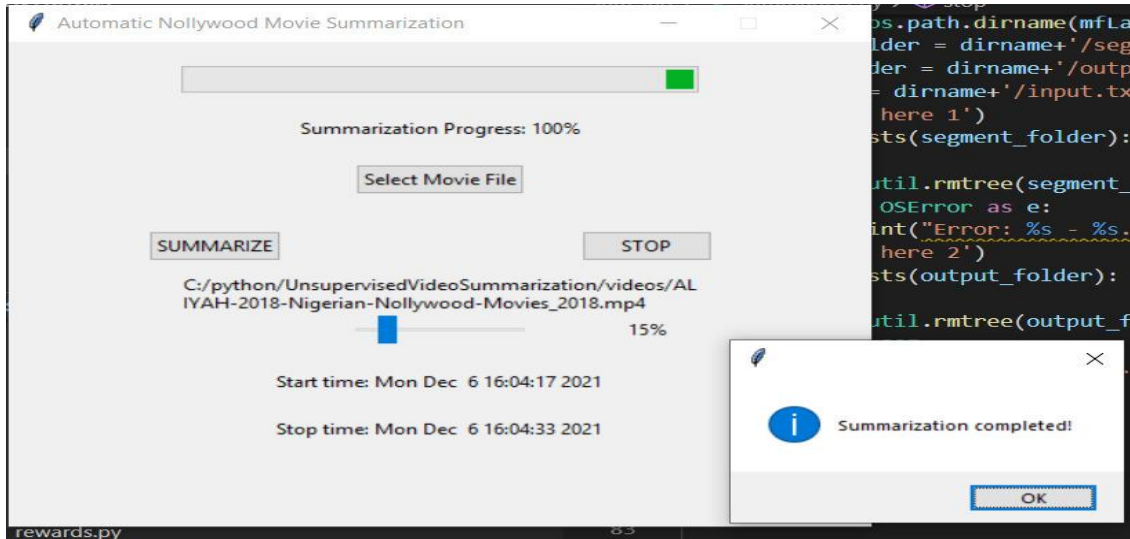 Automatic Nollywood Movie Summarization
Summarization Progress: 100%
Select Movie File
SUMMARIZE
STOP
C:/python/UnsupervisedVideoSummarization/videos/AL
IYAH-2018-Nigerian-Nollywood-Movies_2018.mp4
15%
Start time: Mon Dec  6 16:04:17 2021
Stop time: Mon Dec  6 16:04:33 2021
stop
os.path.dirname(mfLa
lder = dirname+'/seg
der = dirname+'/outp
= dirname+'/input.tx
here 1')
sts(segment_folder):
util.rmtree(segment_
OSError as e:
int("Error: %s - %s.
here 2')
sts(output_folder):
util.rmtree(output_f
Summarization completed!
OK
rewards.py
83